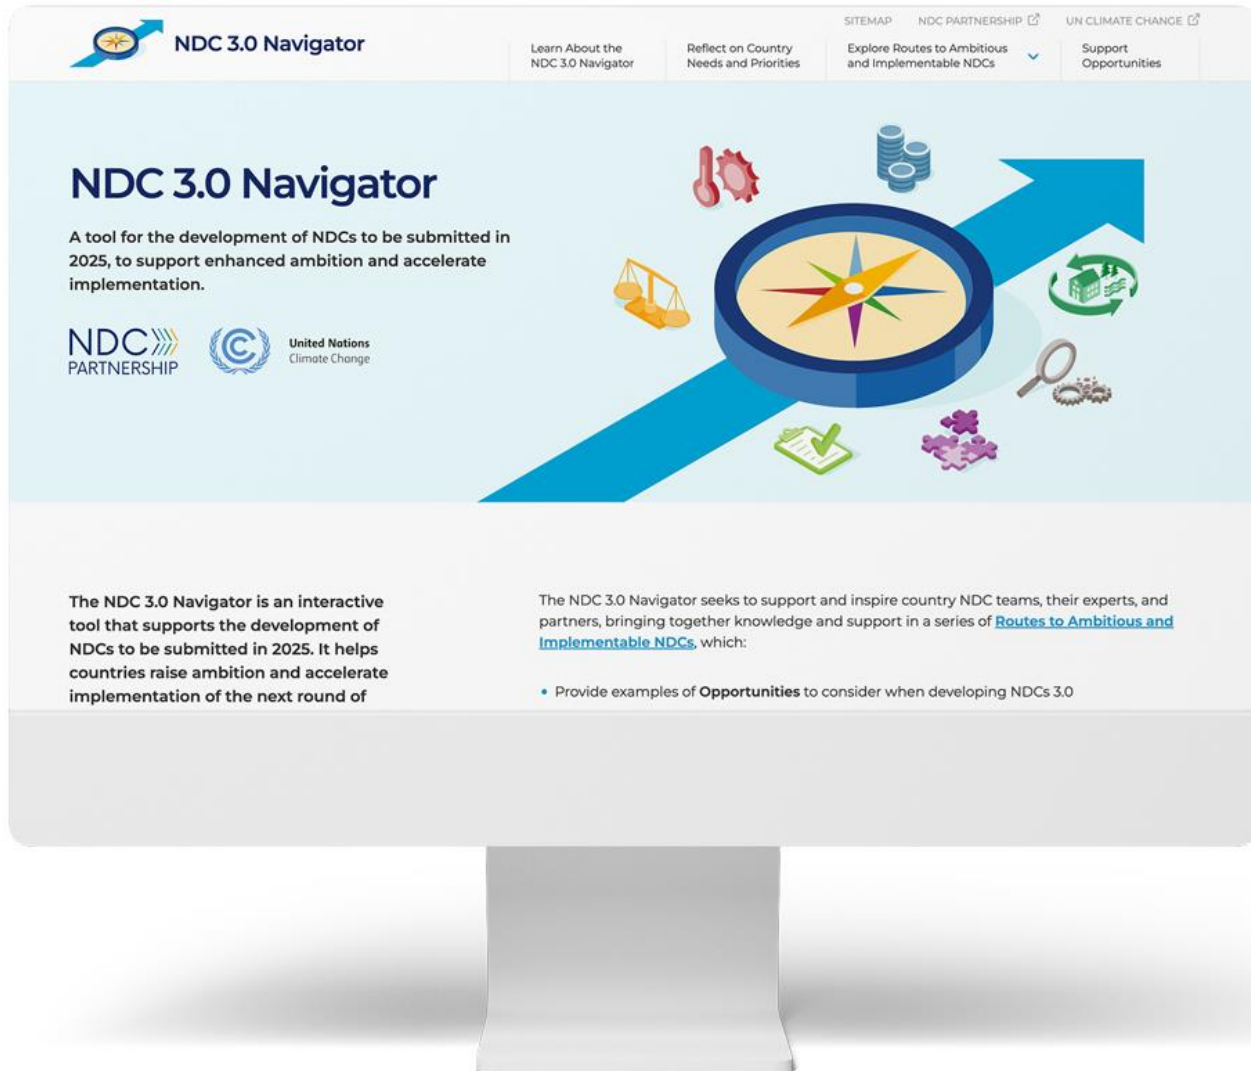 SITEMAP NDC PARTNERSHIP UN CLIMATE CHANGE
NDC 3.0 Navigator
Learn About the
NDC 3.0 Navigator
Reflect on Country
Needs and Priorities
Explore Routes to Ambitious
and Implementable NDCs
Support
Opportunities
NDC 3.0 Navigator
A tool for the development of NDCs to be submitted in
2025, to support enhanced ambition and accelerate
implementation.
NDC
PARTNERSHIP
United Nations
Climate Change
The NDC 3.0 Navigator is an interactive
tool that supports the development of
NDCs to be submitted in 2025. It helps
countries raise ambition and accelerate
implementation of the next round of
The NDC 3.0 Navigator seeks to support and inspire country NDC teams, their experts, and
partners, bringing together knowledge and support in a series of Routes to Ambitious and
Implementable NDCs, which:
• Provide examples of Opportunities to consider when developing NDCs 3.0